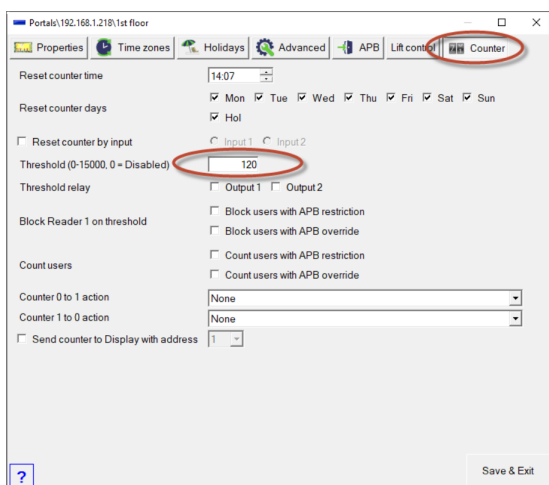 Portals\192.168.1.218\1st floor
Properties Time zones Holidays Advanced APB Lift control Counter
Reset counter time 14:07
Reset counter days Mon Tue Wed Thu Fri Sat Sun
Hol
Reset counter by input Input 1 Input 2
Threshold (0-15000, 0 = Disabled) 120
Threshold relay Output 1 Output 2
Block Reader 1 on threshold Block users with APB restriction
Block users with APB override
Count users Count users with APB restriction
Count users with APB override
Counter 0 to 1 action None
Counter 1 to 0 action None
Send counter to Display with address 1
? Save & Exit